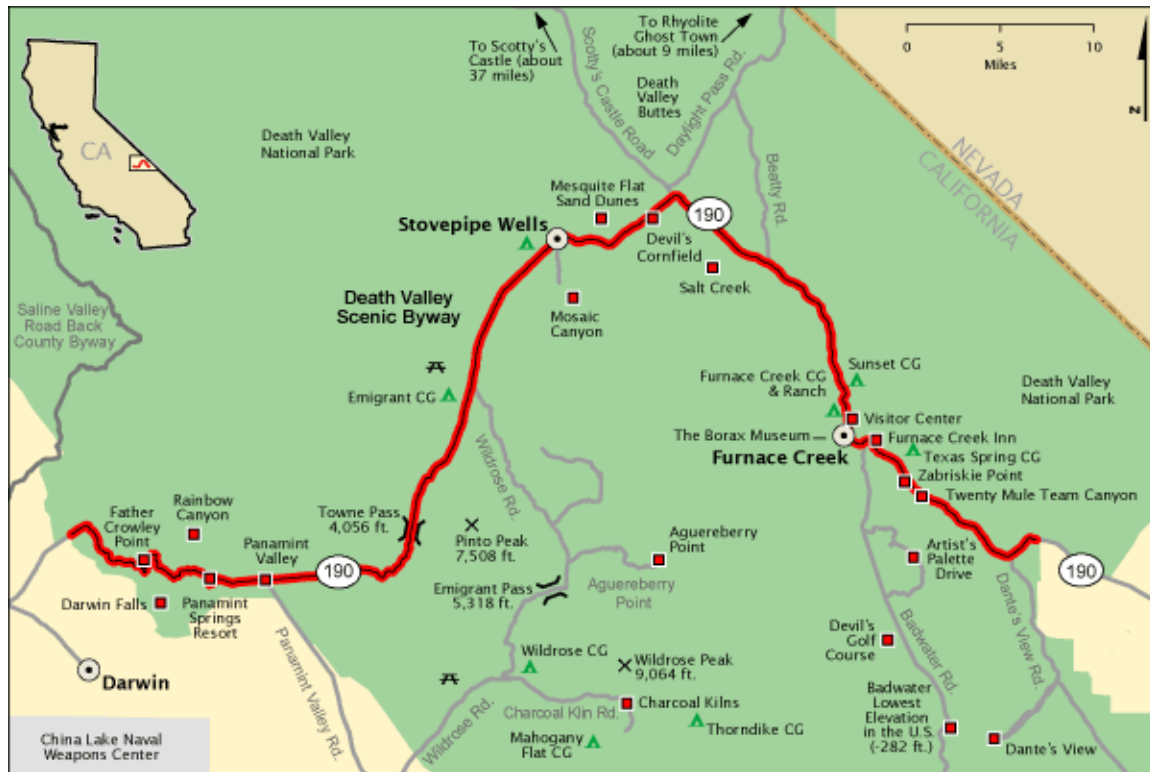 To Scotty's
Castle (about
37 miles)
To Rhyolite
Ghost Town
(about 9 miles)
0
5
10
Miles
N
CA
Death Valley
National Park
Scotty's Castle Road
Death
Valley
Buttes
Daylight Pass Rd.
Beatty Rd.
NEVADA
CALIFORNIA
Mesquite Flat
Sand Dunes
Stovepipe Wells
190
Devil's
Cornfield
Salt Creek
Mosaic
Canyon
Death Valley
Scenic Byway
Saline Valley
Road Back
County Byway
Emigrant CG
Sunset CG
Furnace Creek CG
& Ranch
Death Valley
National Park
Visitor Center
The Borax Museum
Furnace Creek
Furnace Creek Inn
Texas Spring CG
Zabriskie Point
Twenty Mule Team Canyon
Wildrose Rd.
Rainbow
Canyon
Father
Crowley
Point
Towne Pass
4,056 ft.
Pinto Peak
7,508 ft.
Panamint
Valley
190
Aguereberry
Point
Artist's
Palette
Drive
190
Emigrant Pass
5,318 ft.
Aguereberry
Point
Darwin Falls
Panamint
Springs
Resort
Panamint Valley Rd.
Darwin
Devil's
Golf
Course
Badwater Rd.
Dante's View Rd.
Wildrose CG
Wildrose Peak
9,064 ft.
Charcoal Kilns
Charcoal Klin Rd.
Thorndike CG
Wildrose Rd.
Mahogany
Flat CG
Badwater
Lowest
Elevation
in the U.S.
(-282 ft.)
Dante's View
China Lake Naval
Weapons Center